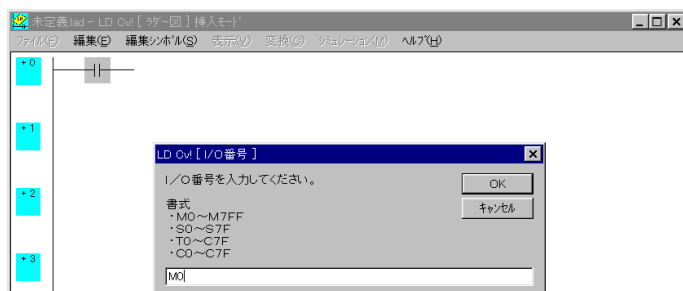 未定義lad - LD Cv! [ ﾗﾀﾞｰ図 ] 挿入ﾓｰﾄﾞ
ﾌｧｲﾙ(F) 編集(E) 編集ｼﾝﾎﾞﾙ(S) 表示(V) 変換(C) ｼﾐｭﾚｰｼｮﾝ(M) ﾍﾙﾌﾟ(H)
+0
+1
LD Cv! [ I/O番号 ]
I／O番号を入力してください。
OK
+2
書式
ｷｬﾝｾﾙ
・M0～M7FF
・S0～S7F
・T0～C7F
+3
・C0～C7F
M0